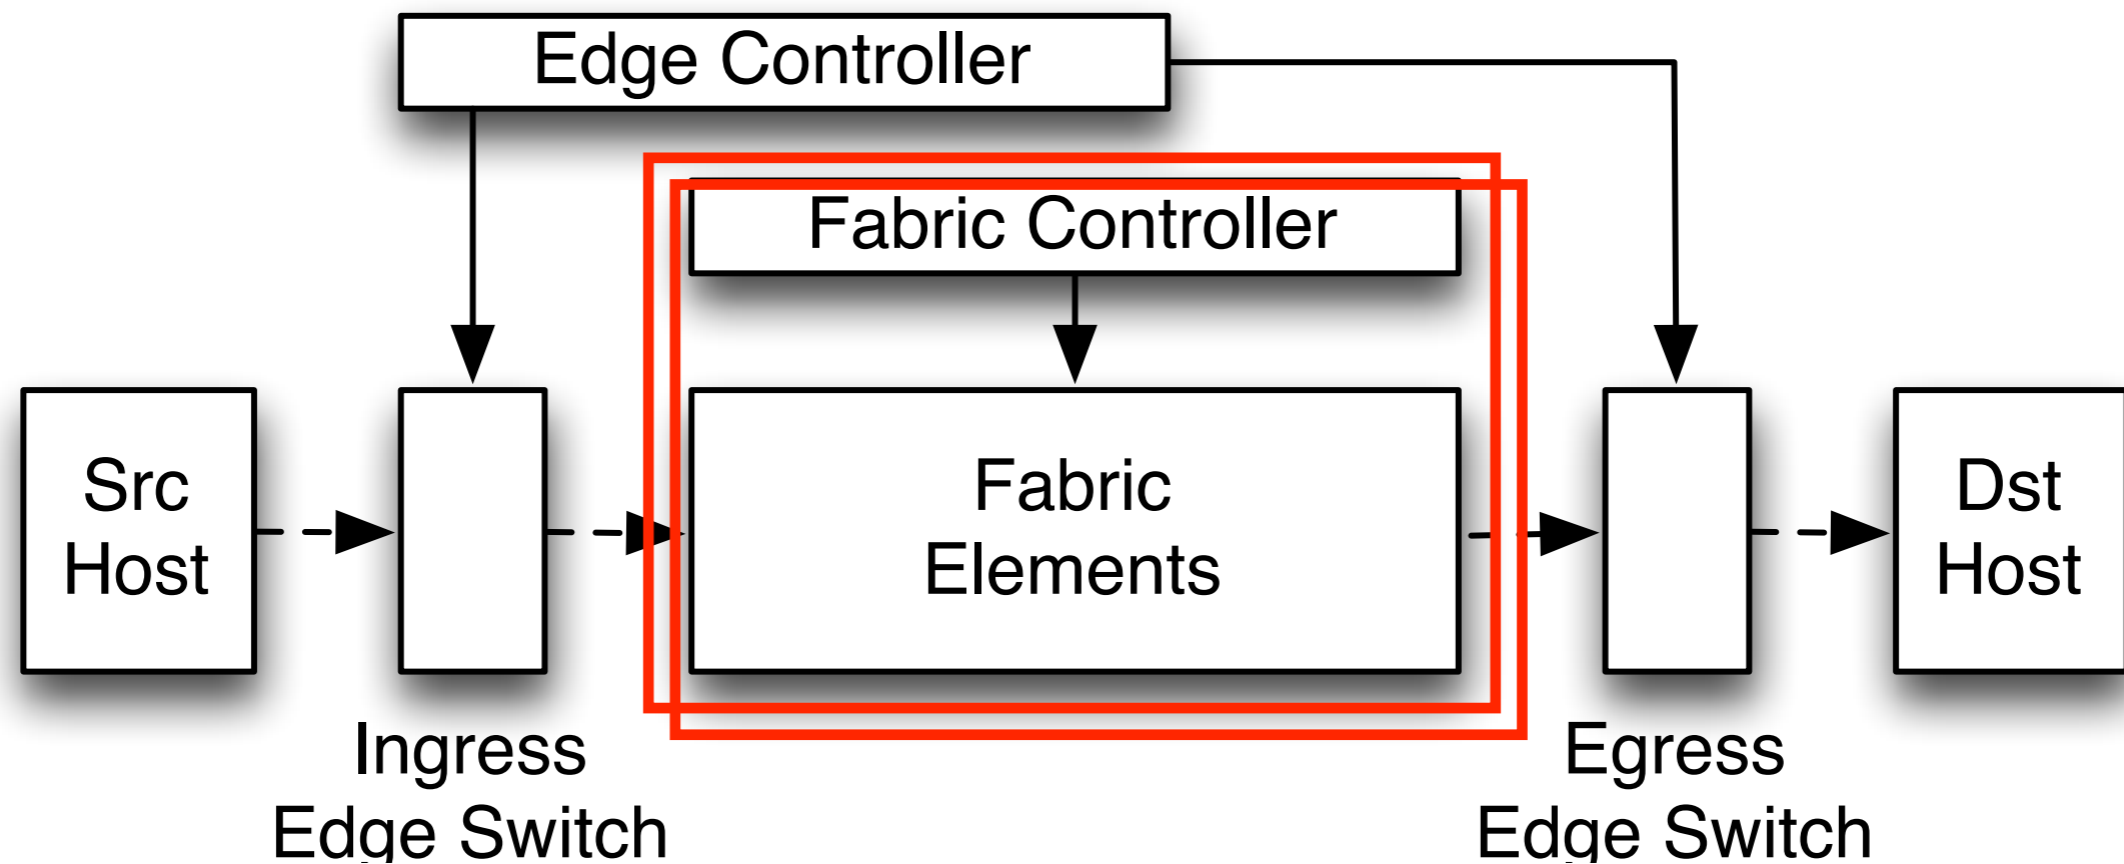 Edge Controller
Fabric Controller
Src
Host
Fabric
Elements
Dst
Host
Ingress
Edge Switch
Egress
Edge Switch